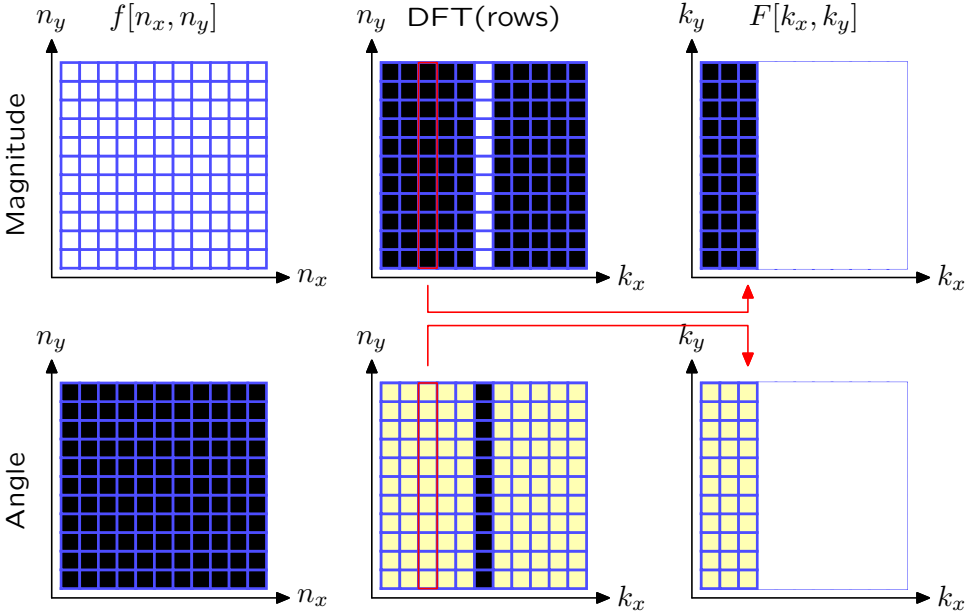 n_y f[n_x, n_y] n_y DFT(rows) k_y F[k_x, k_y]
Magnitude
n_x k_x k_x
n_y n_y k_y
Angle
n_x k_x k_x